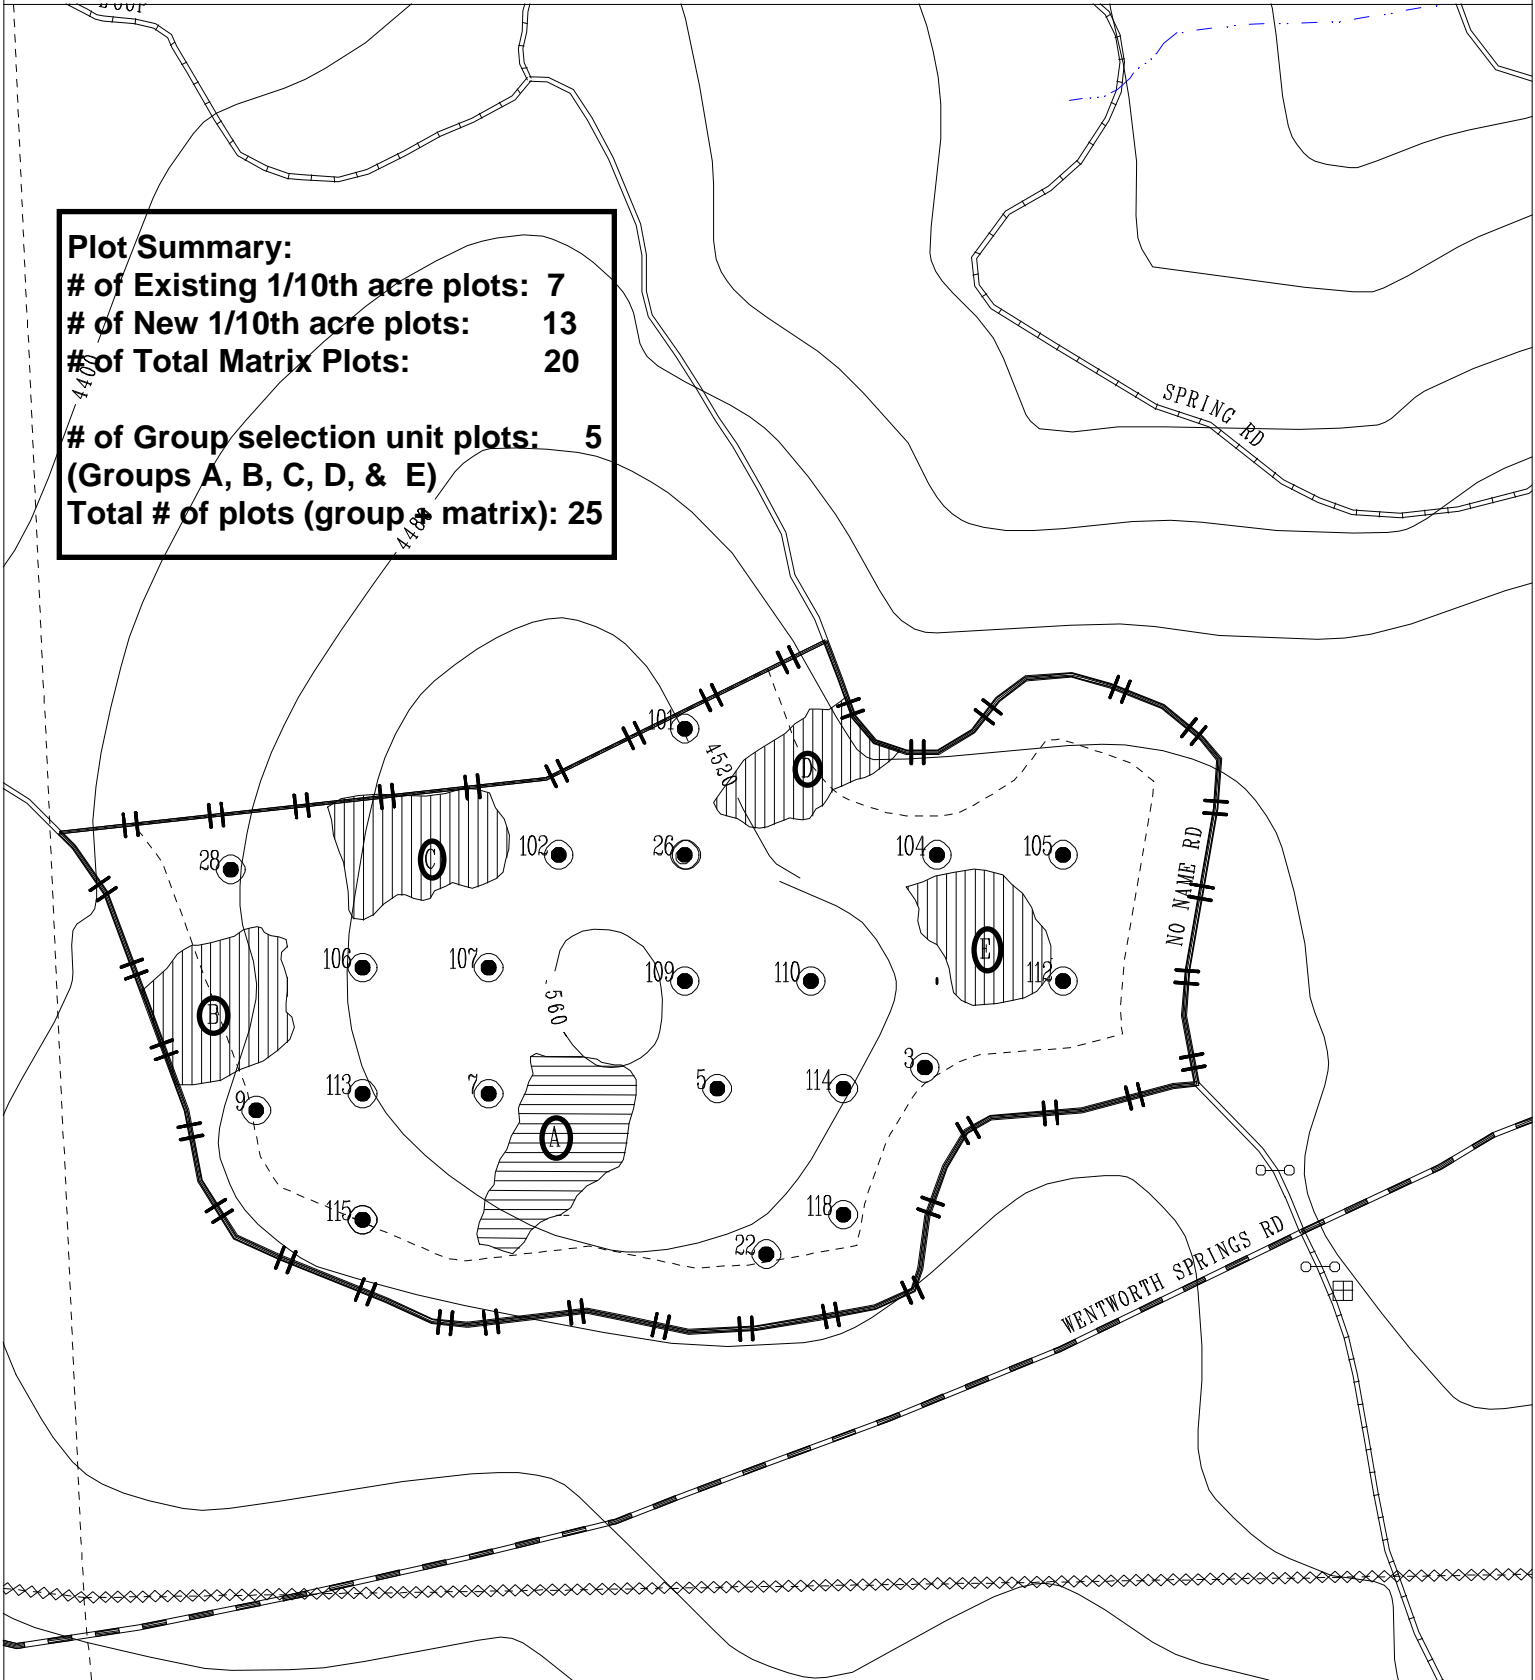 Plot Summary:
# of Existing 1/10th acre plots: 7
# of New 1/10th acre plots: 13
# of Total Matrix Plots: 20
4400
# of Group selection unit plots: 5
(Groups A, B, C, D, & E)
Total # of plots (group + matrix): 25
SPRING RD
101
4520
D
28
C
102
26
104
105
NO NAME RD
106
107
109
110
E
112
560
B
113
7
5
114
3
9
A
115
118
22
WENTWORTH SPRINGS RD